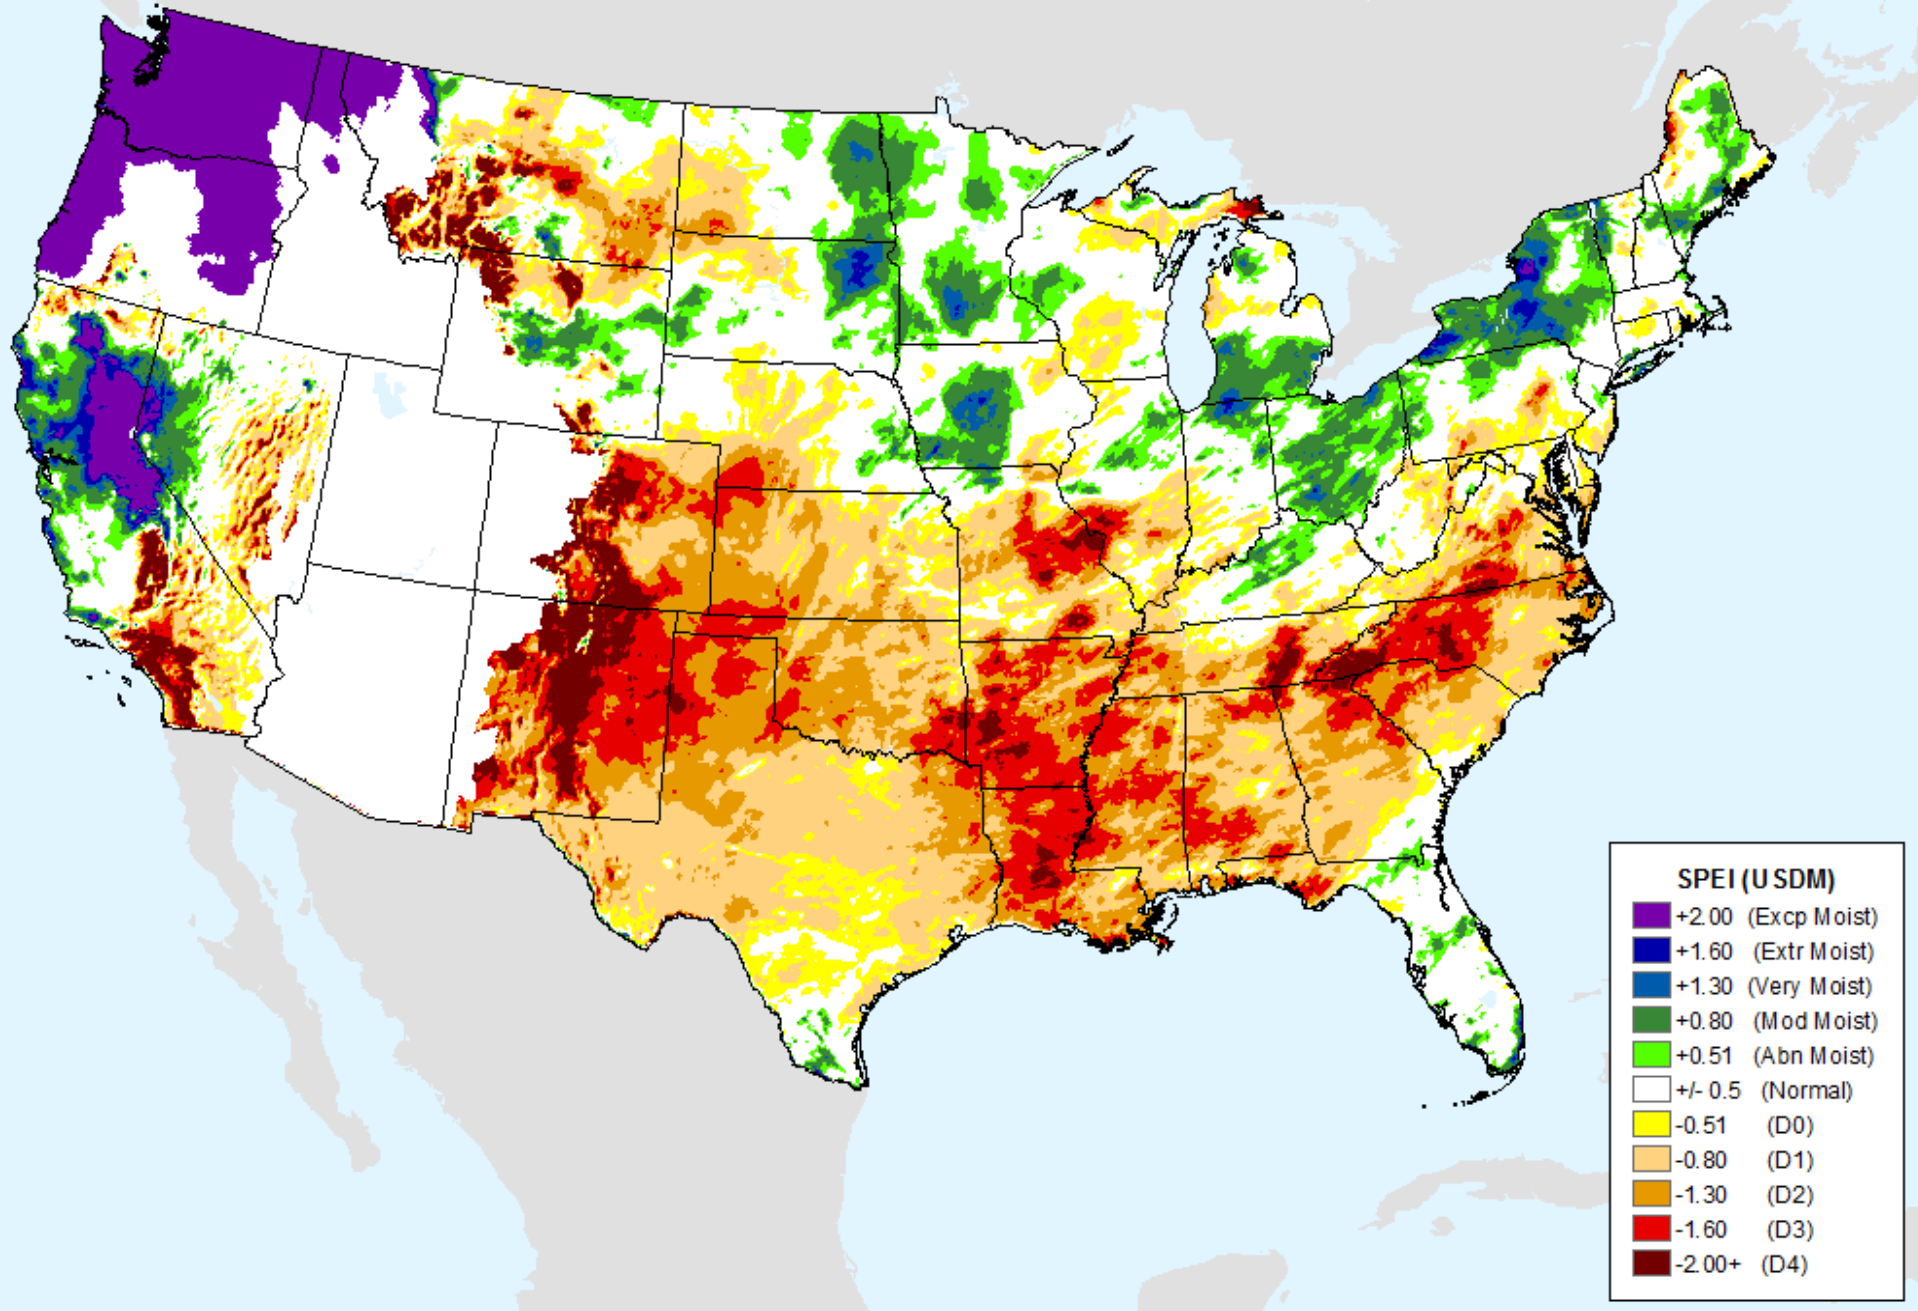 SPEI (USDM)
+2.00 (Excp Moist)
+1.60 (Extr Moist)
+1.30 (Very Moist)
+0.80 (Mod Moist)
+0.51 (Abn Moist)
+/- 0.5 (Normal)
-0.51 (D0)
-0.80 (D1)
-1.30 (D2)
-1.60 (D3)
-2.00+ (D4)